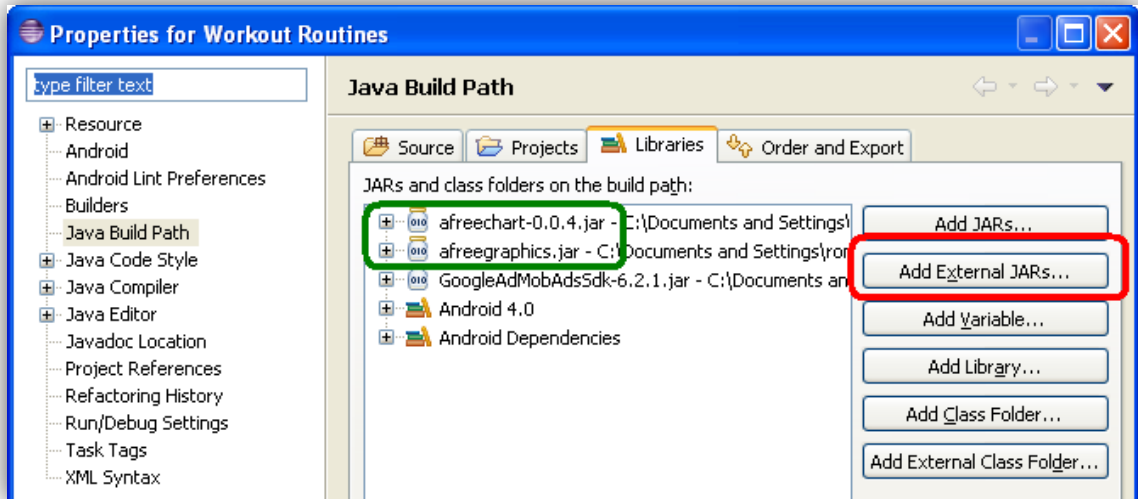 Properties for Workout Routines
type filter text
Resource
Android
Android Lint Preferences
Builders
Java Build Path
Java Code Style
Java Compiler
Java Editor
Javadoc Location
Project References
Refactoring History
Run/Debug Settings
Task Tags
XML Syntax
Java Build Path
Source Projects Libraries Order and Export
JARs and class folders on the build path:
afreechart-0.0.4.jar - C:\Documents and Settings\
afreegraphics.jar - C:\Documents and Settings\ror
GoogleAdMobAdsSdk-6.2.1.jar - C:\Documents an
Android 4.0
Android Dependencies
Add JARs...
Add External JARs...
Add Variable...
Add Library...
Add Class Folder...
Add External Class Folder...